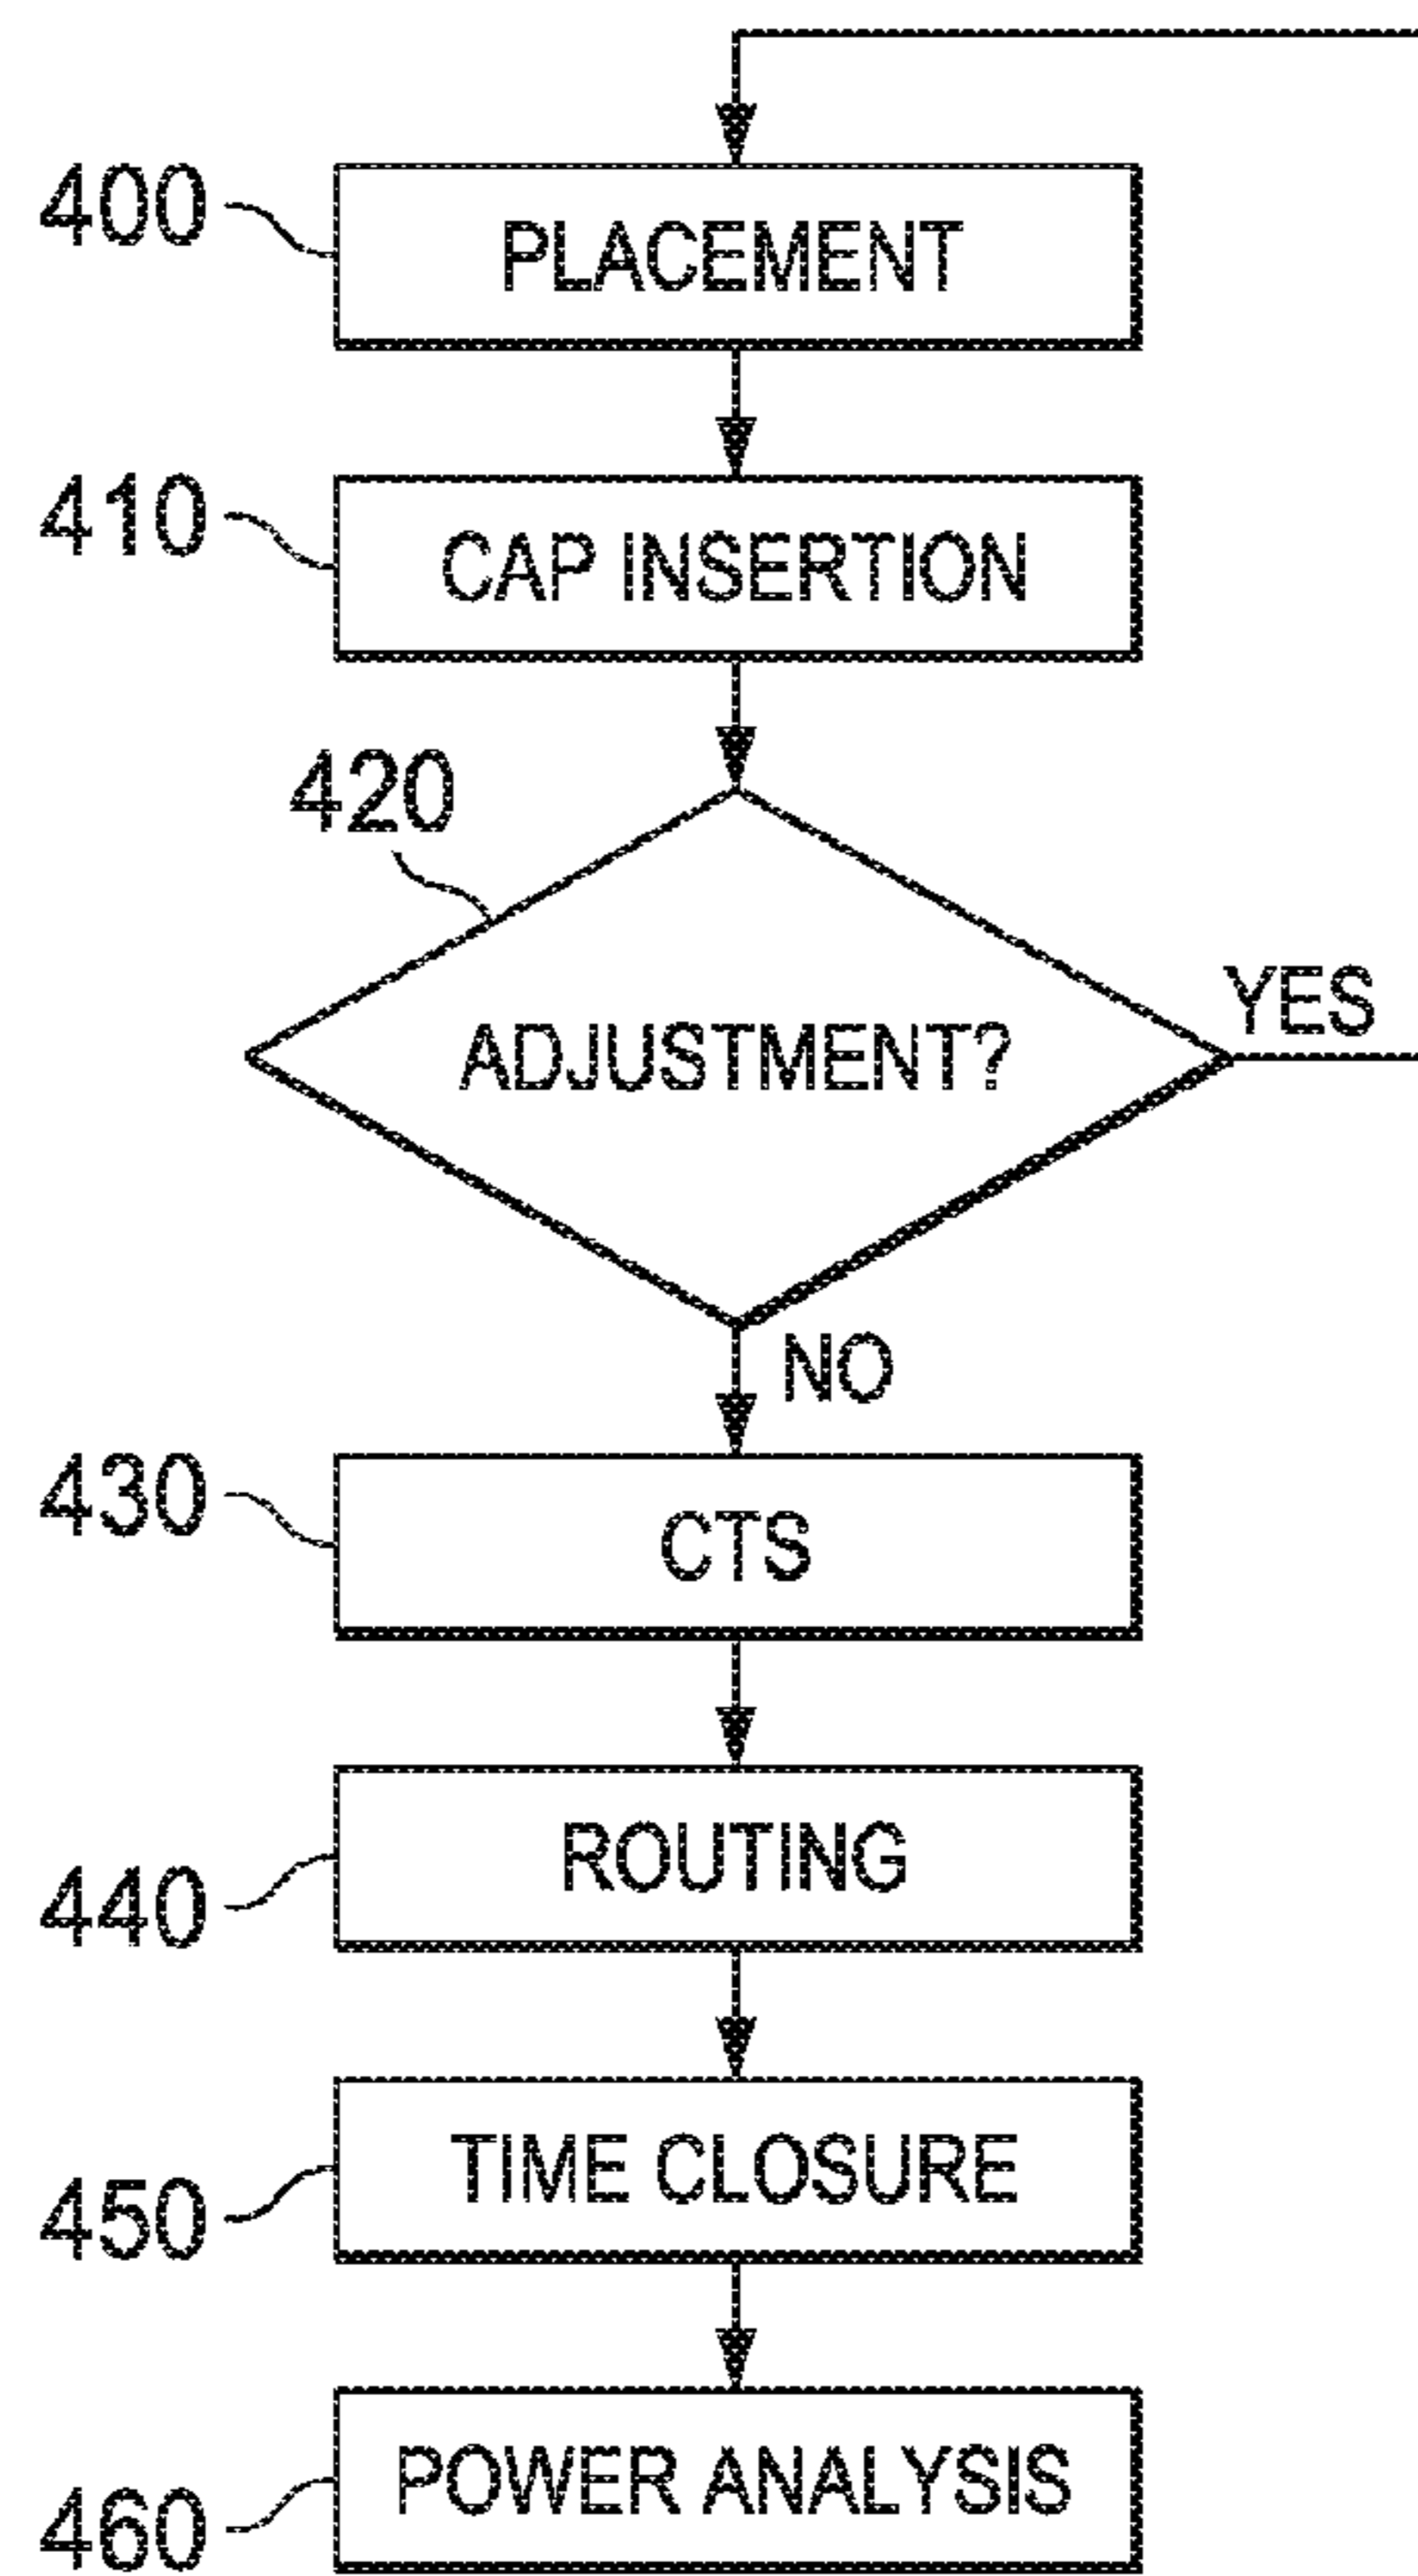 400
PLACEMENT
410
CAP INSERTION
420
ADJUSTMENT?
YES
NO
430
CTS
440
ROUTING
450
TIME CLOSURE
460
POWER ANALYSIS